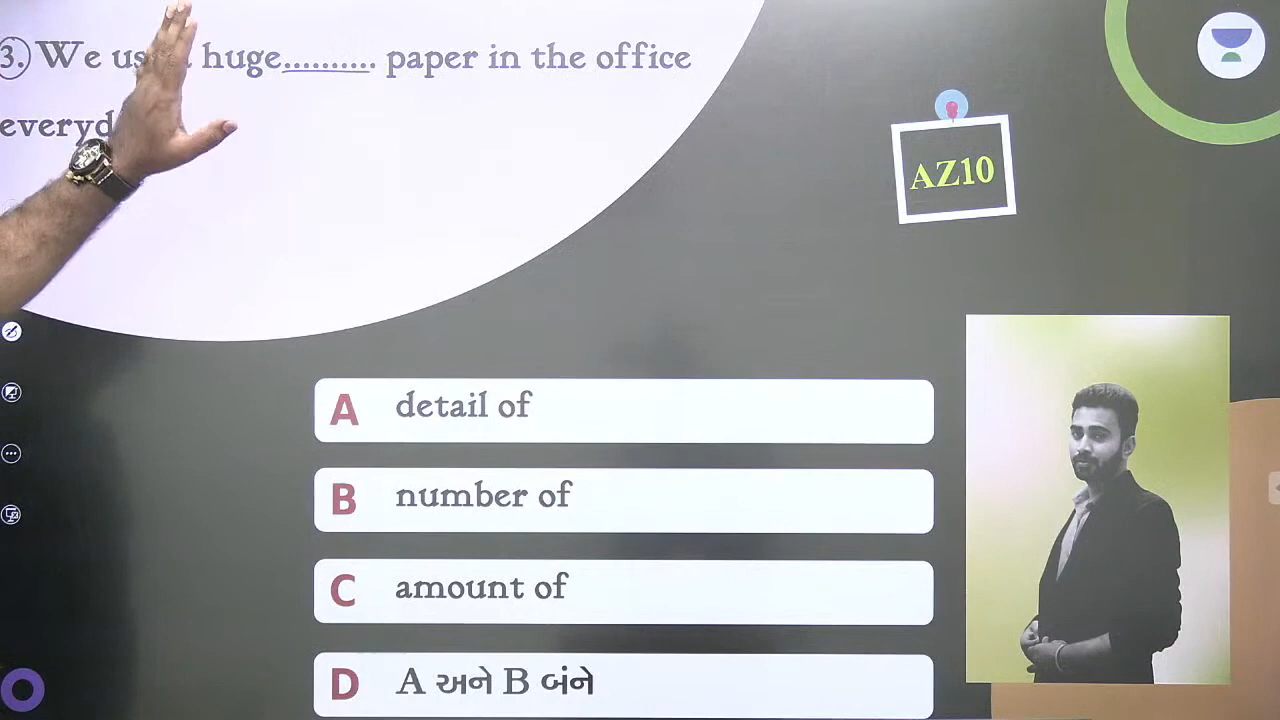 3. We us huge.......... paper in the office
everyd
AZ10
A detail of
B number of
C amount of
D A અને B બંને